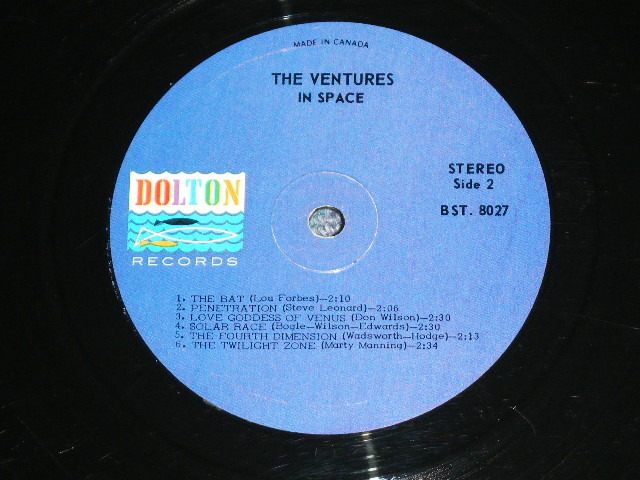 MADE IN CANADA
THE VENTURES
IN SPACE
STEREO
Side 2
BST. 8027
DOLTON
RECORDS
1. THE BAT (Lou Forbes)—2:10
2. PENETRATION (Steve Leonard)—2:06
3. LOVE GODDESS OF VENUS (Don Wilson)—2:30
4. SOLAR RACE (Bogle—Wilson—Edwards)—2:30
5. THE FOURTH DIMENSION (Wadsworth—Hodge)—2:13
6. THE TWILIGHT ZONE (Marty Manning)—2:34